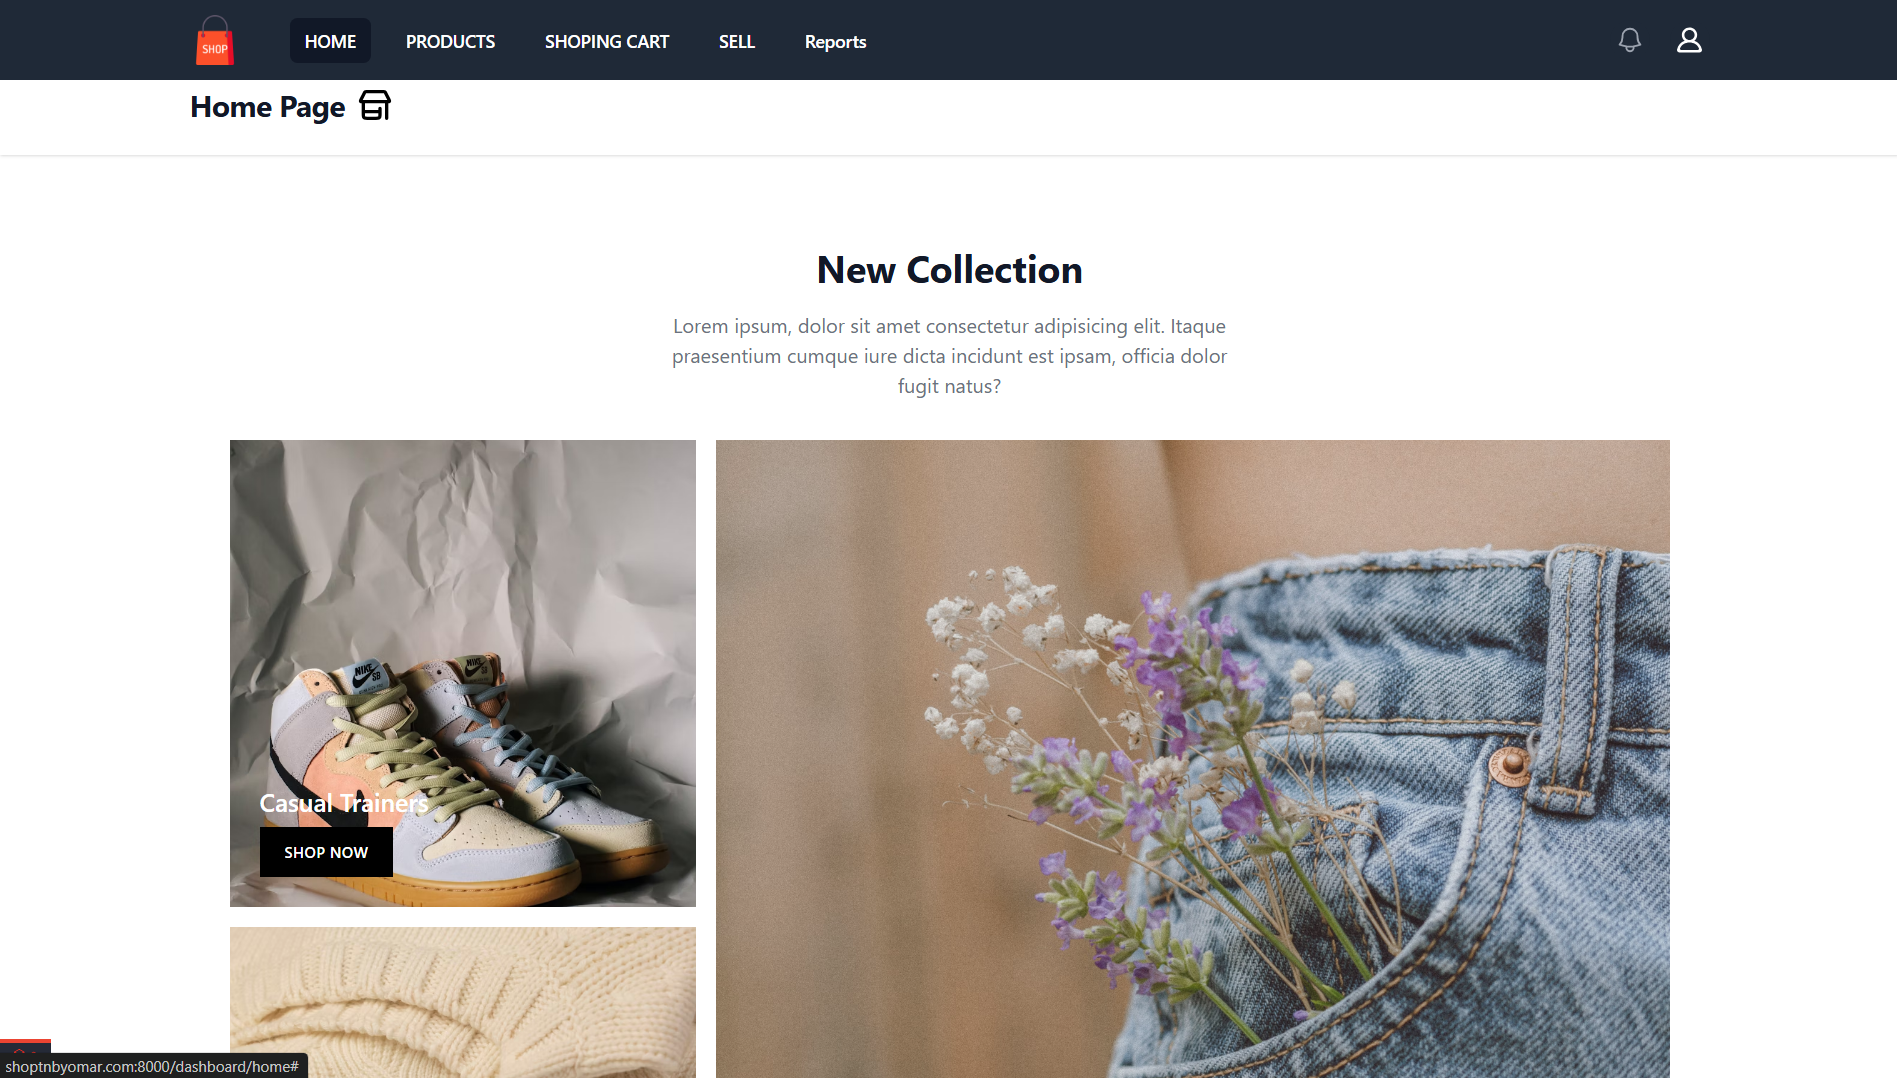 SHOP
HOME
PRODUCTS
SHOPING CART
SELL
Reports
Home Page
New Collection
Lorem ipsum, dolor sit amet consectetur adipisicing elit. Itaque
praesentium cumque iure dicta incidunt est ipsam, officia dolor
fugit natus?
NIKE
SB
Casual Trainers
SHOP NOW
shoptnbyomar.com:8000/dashboard/home#